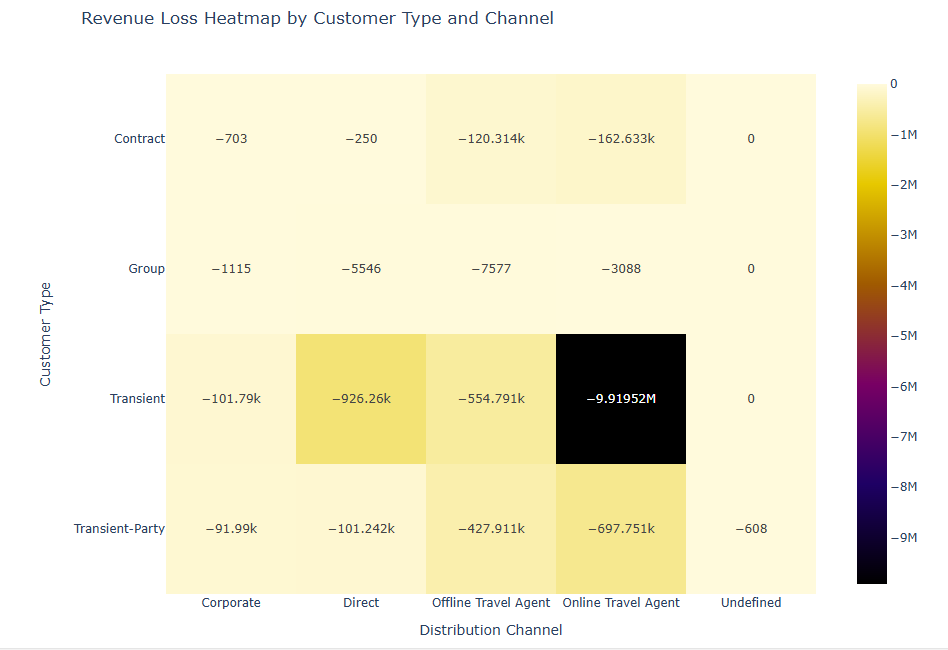 Revenue Loss Heatmap by Customer Type and Channel
Customer Type
Contract −703 −250 −120.314k −162.633k 0
Group −1115 −5546 −7577 −3088 0
Transient −101.79k −926.26k −554.791k −9.91952M 0
Transient-Party −91.99k −101.242k −427.911k −697.751k −608
Corporate Direct Offline Travel Agent Online Travel Agent Undefined
Distribution Channel
0
−1M
−2M
−3M
−4M
−5M
−6M
−7M
−8M
−9M